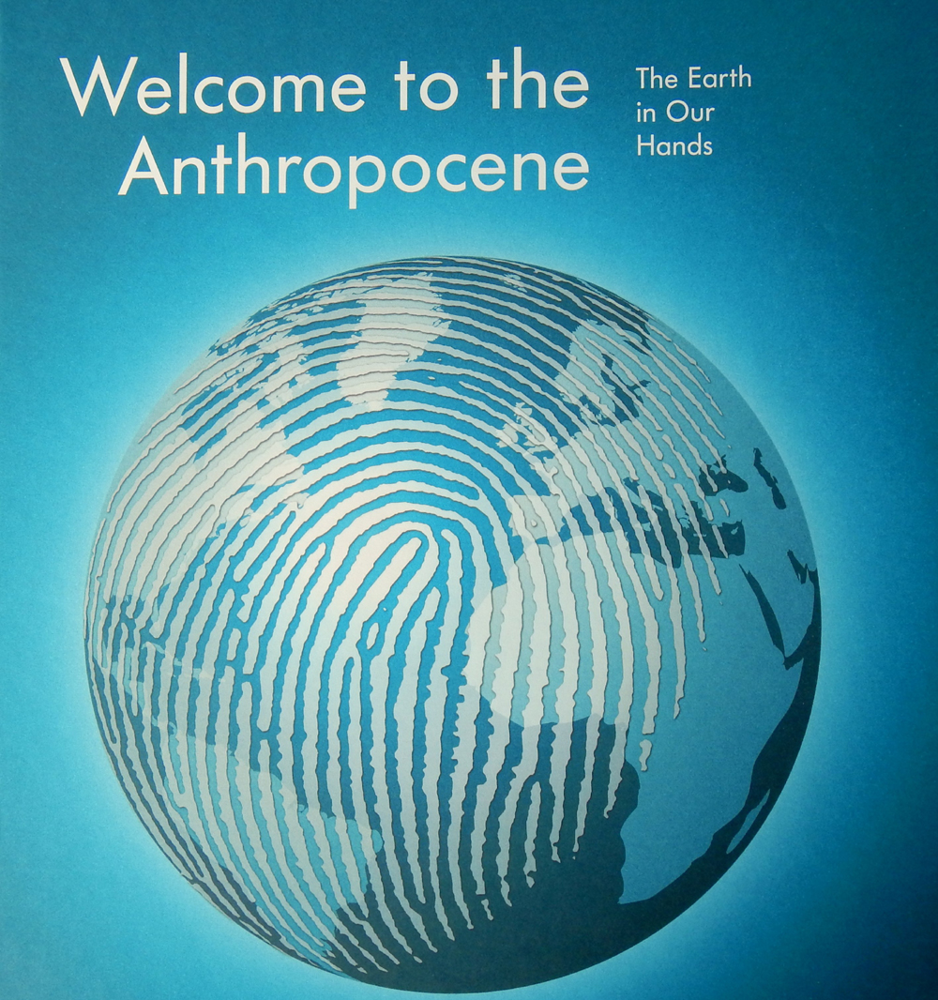 Welcome to the
Anthropocene
The Earth
in Our
Hands